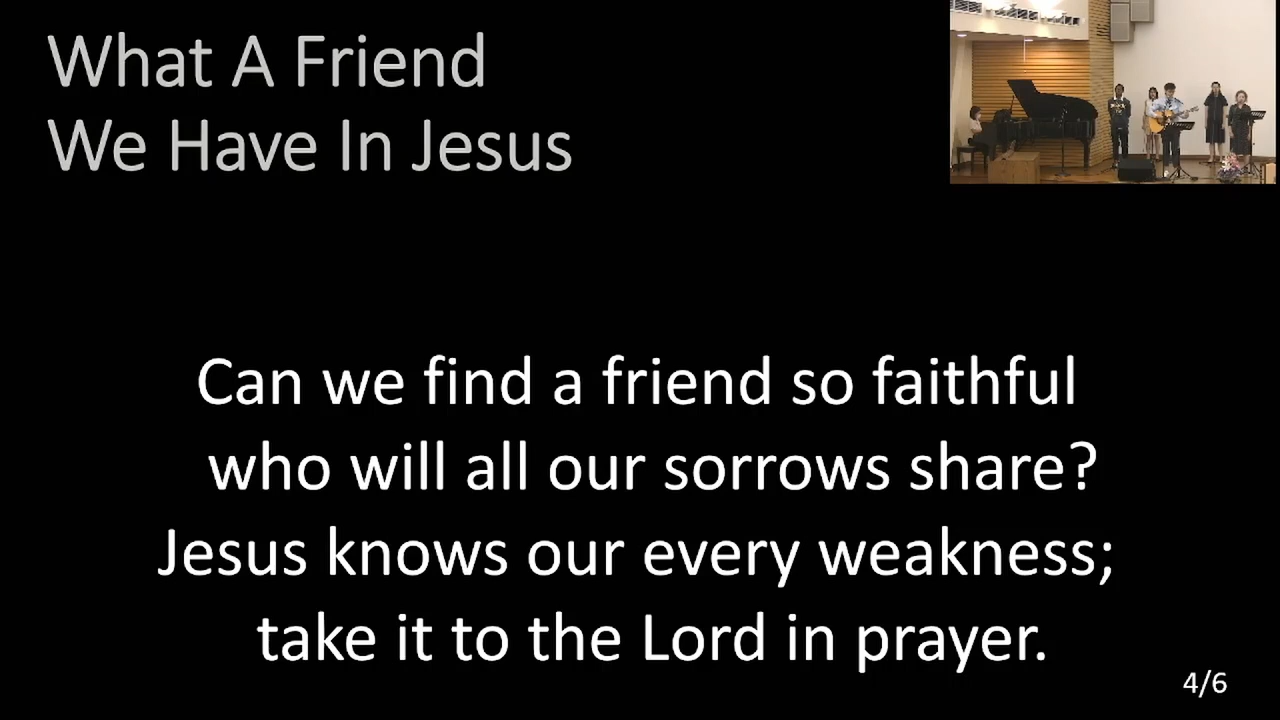 What A Friend
We Have In Jesus
Can we find a friend so faithful
who will all our sorrows share?
Jesus knows our every weakness;
take it to the Lord in prayer.
4/6